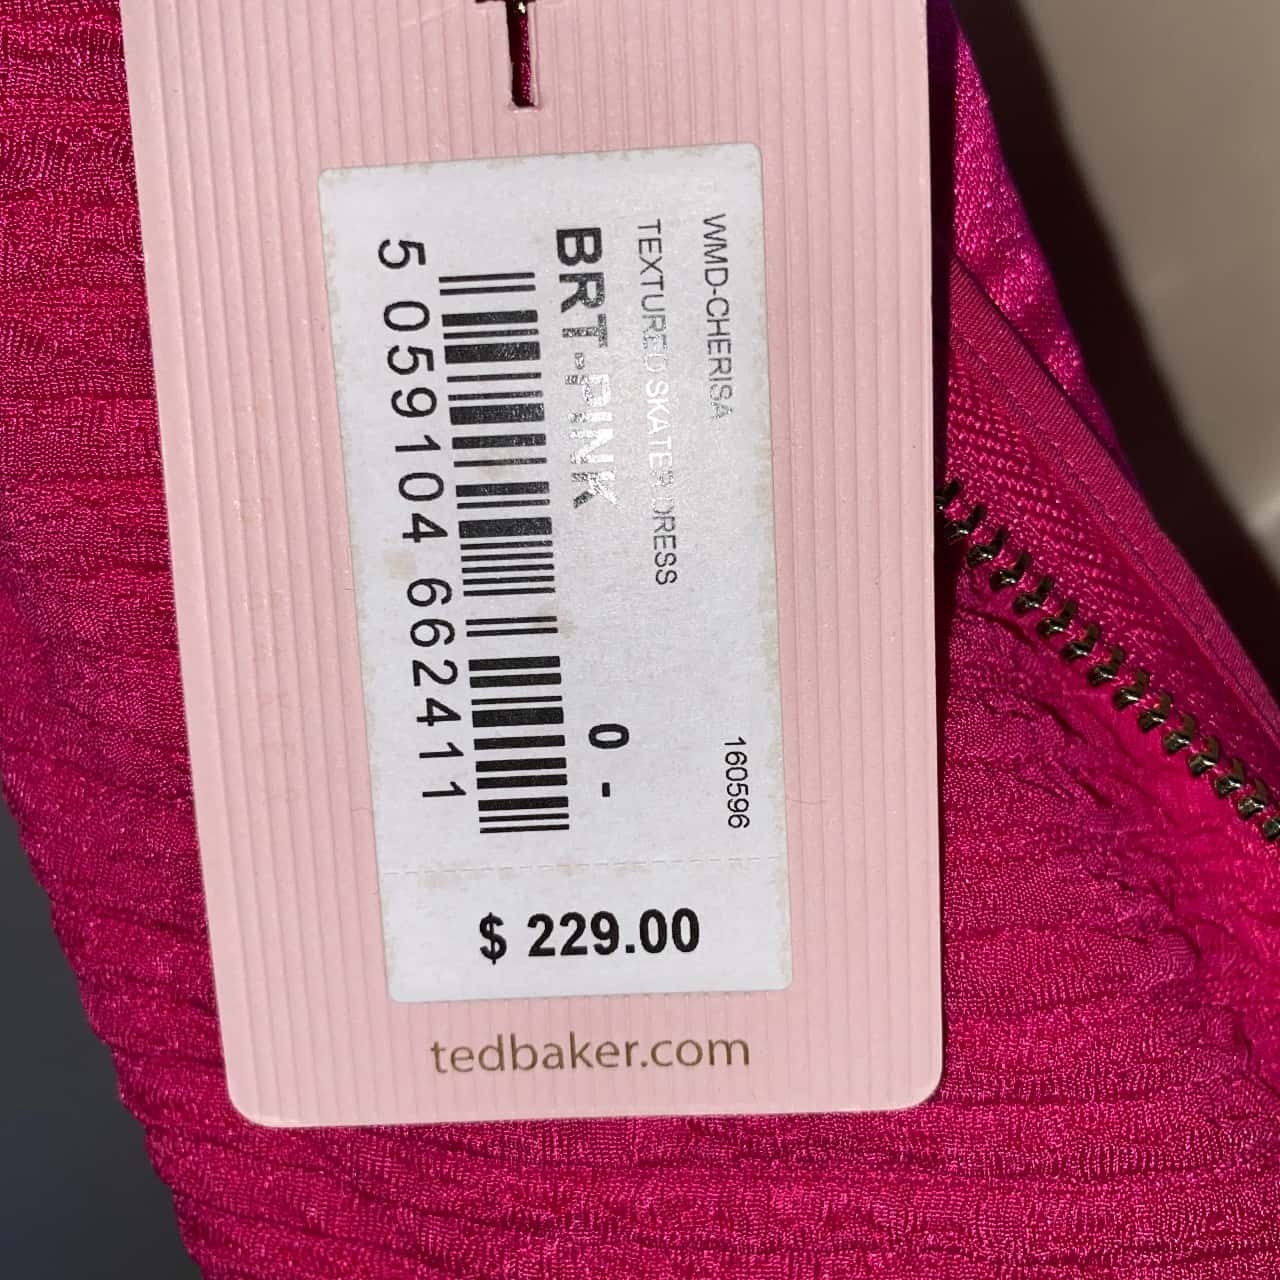 WMD-CHERISA 160596
TEXTURED SKATER DRESS
BRT-PINK 0 -
5 059104 662411
$ 229.00
tedbaker.com